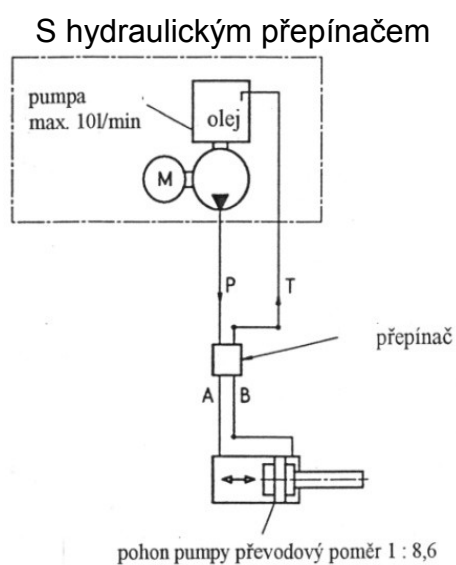 S hydraulickým přepínačem
pumpa
max. 10l/min
olej
M
P
T
přepínač
A
B
pohon pumpy převodový poměr 1 : 8,6